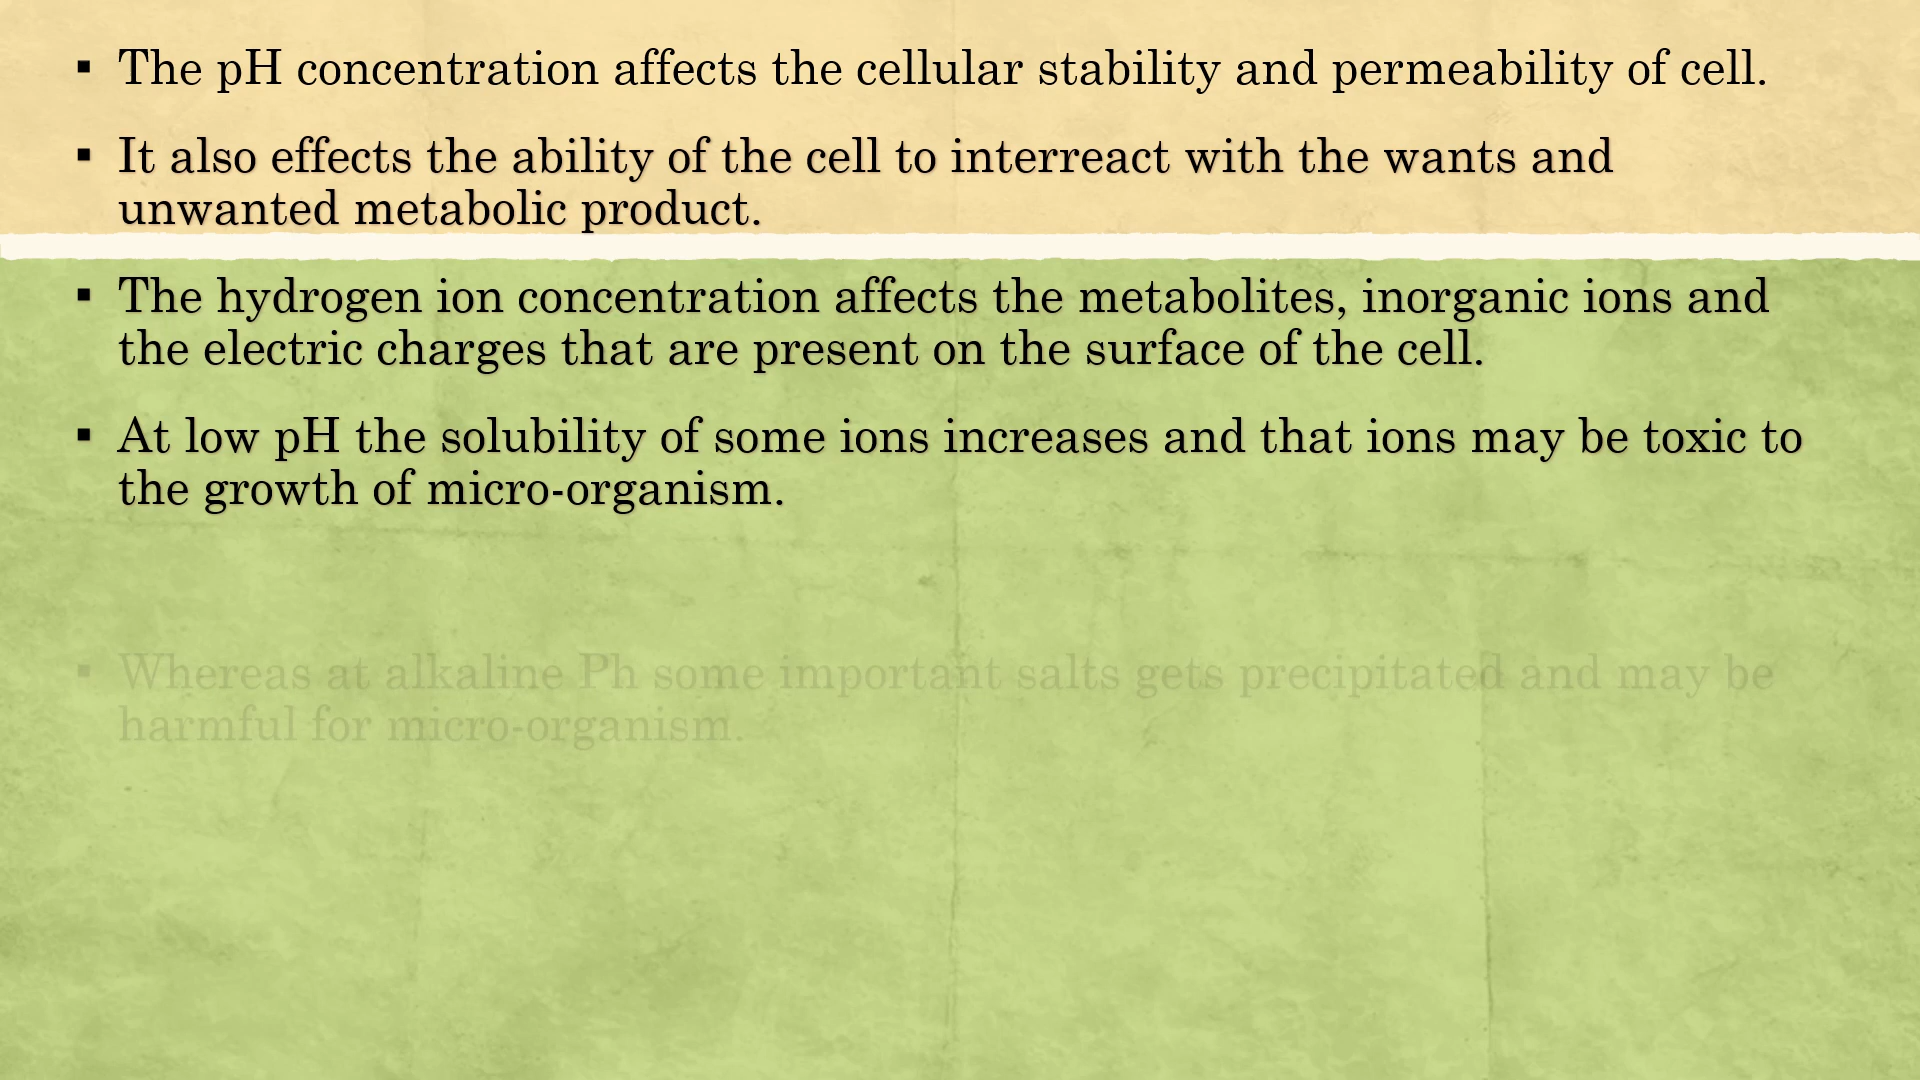 ▪ The pH concentration affects the cellular stability and permeability of cell.
▪ It also effects the ability of the cell to interreact with the wants and
unwanted metabolic product.
▪ The hydrogen ion concentration affects the metabolites, inorganic ions and
the electric charges that are present on the surface of the cell.
▪ At low pH the solubility of some ions increases and that ions may be toxic to
the growth of micro-organism.
▪ Whereas at alkaline Ph some important salts gets precipitated and may be
harmful for micro-organism.